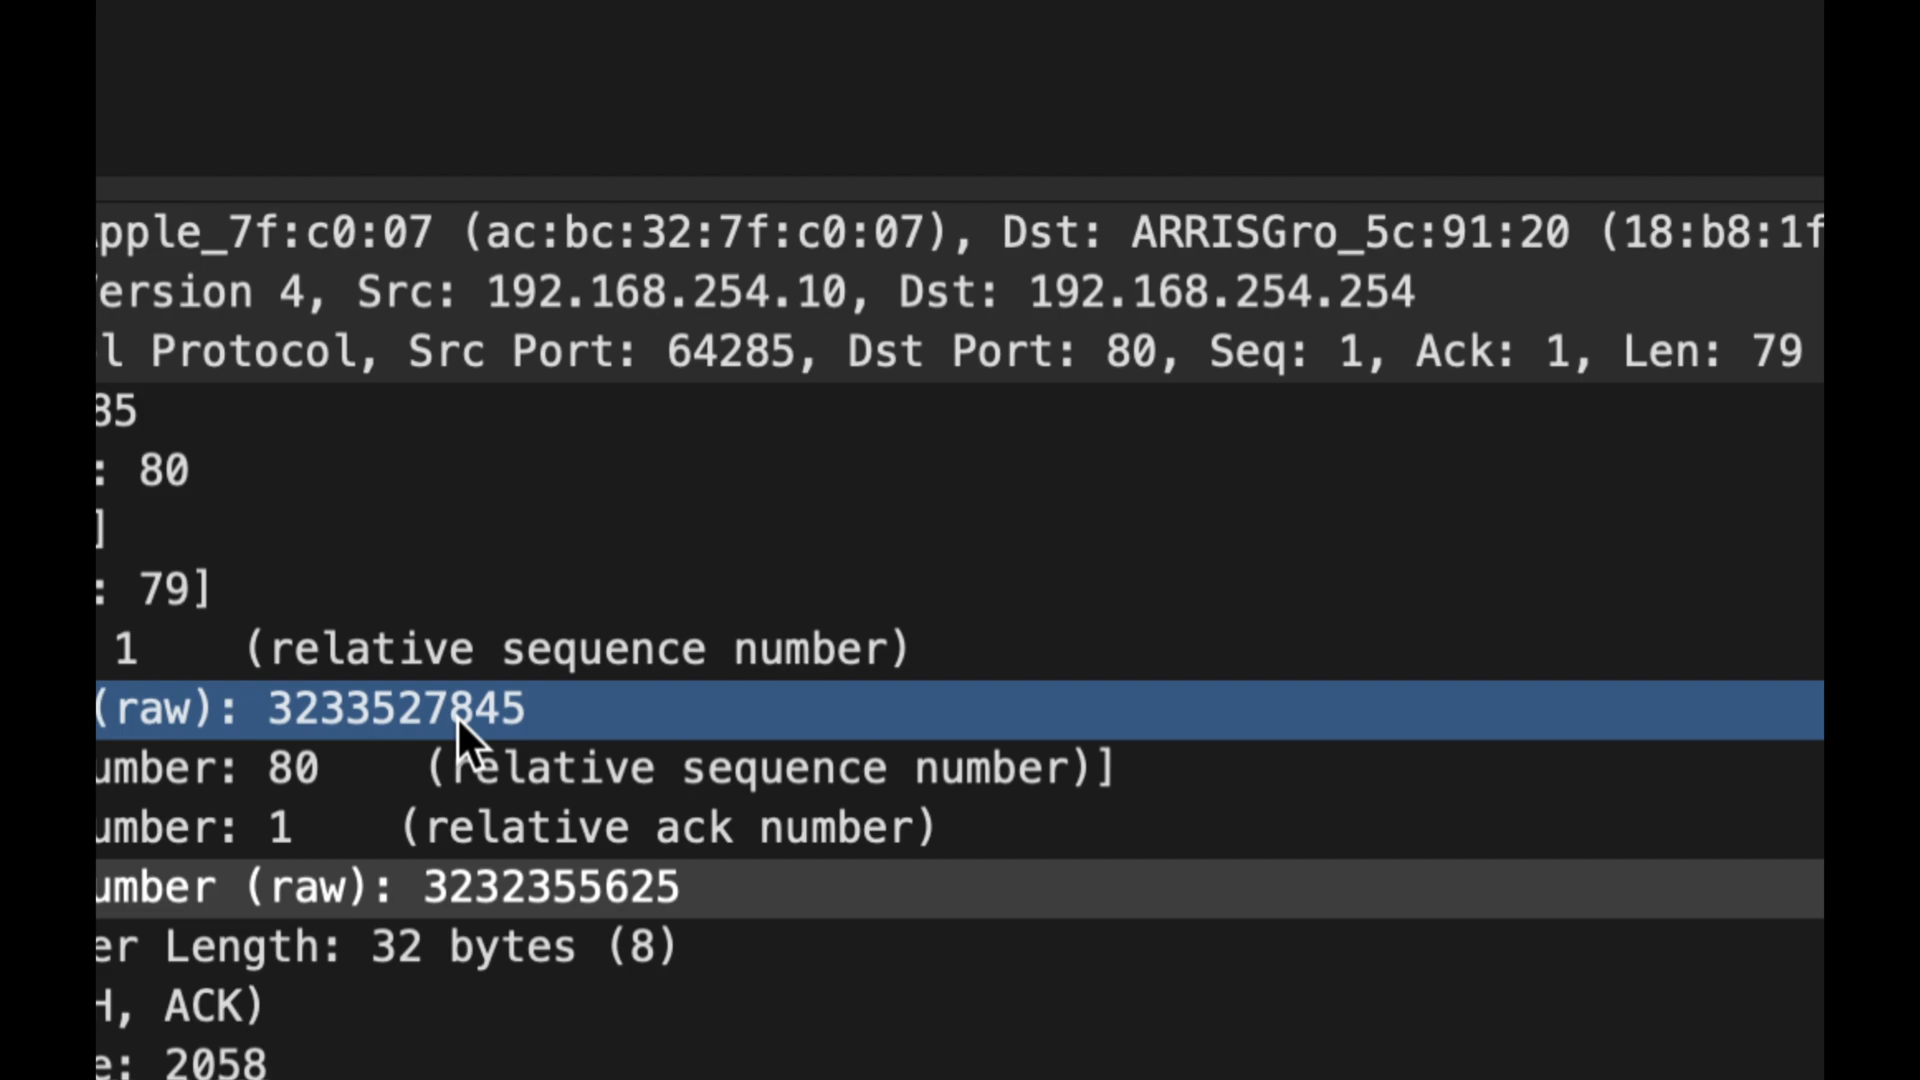 pple_7f:c0:07 (ac:bc:32:7f:c0:07), Dst: ARRISGro_5c:91:20 (18:b8:1f
ersion 4, Src: 192.168.254.10, Dst: 192.168.254.254
l Protocol, Src Port: 64285, Dst Port: 80, Seq: 1, Ack: 1, Len: 79
85
: 80
]
: 79]
1 (relative sequence number)
(raw): 3233527845
umber: 80 (relative sequence number)]
umber: 1 (relative ack number)
umber (raw): 3232355625
er Length: 32 bytes (8)
H, ACK)
e: 2058